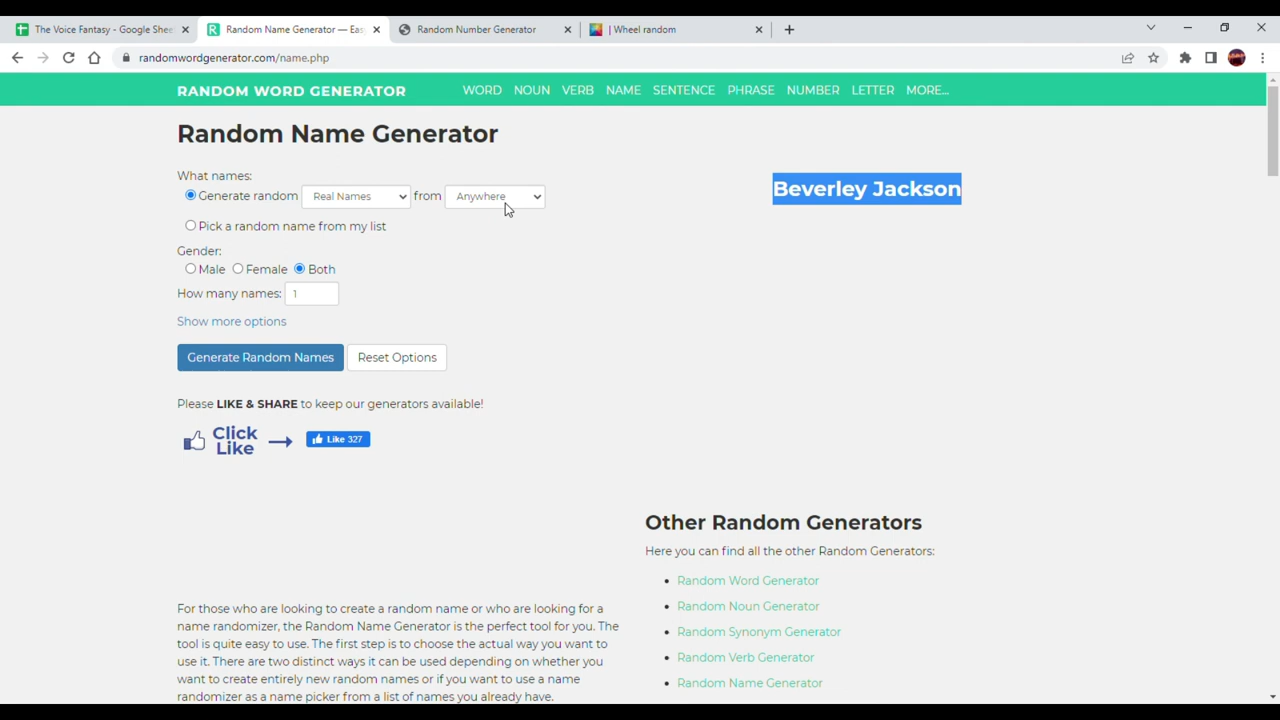 The Voice Fantasy - Google Shee
Random Name Generator — Eas
Random Number Generator
| Wheel random
randomwordgenerator.com/name.php
RANDOM WORD GENERATOR
WORD NOUN VERB NAME SENTENCE PHRASE NUMBER LETTER MORE...
Random Name Generator
What names:
Generate random Real Names from Anywhere
Pick a random name from my list
Gender:
Male Female Both
How many names: 1
Show more options
Generate Random Names Reset Options
Beverley Jackson
Please LIKE & SHARE to keep our generators available!
Click
Like
Like 327
For those who are looking to create a random name or who are looking for a
name randomizer, the Random Name Generator is the perfect tool for you. The
tool is quite easy to use. The first step is to choose the actual way you want to
use it. There are two distinct ways it can be used depending on whether you
want to create entirely new random names or if you want to use a name
randomizer as a name picker from a list of names you already have.
Other Random Generators
Here you can find all the other Random Generators:
Random Word Generator
Random Noun Generator
Random Synonym Generator
Random Verb Generator
Random Name Generator